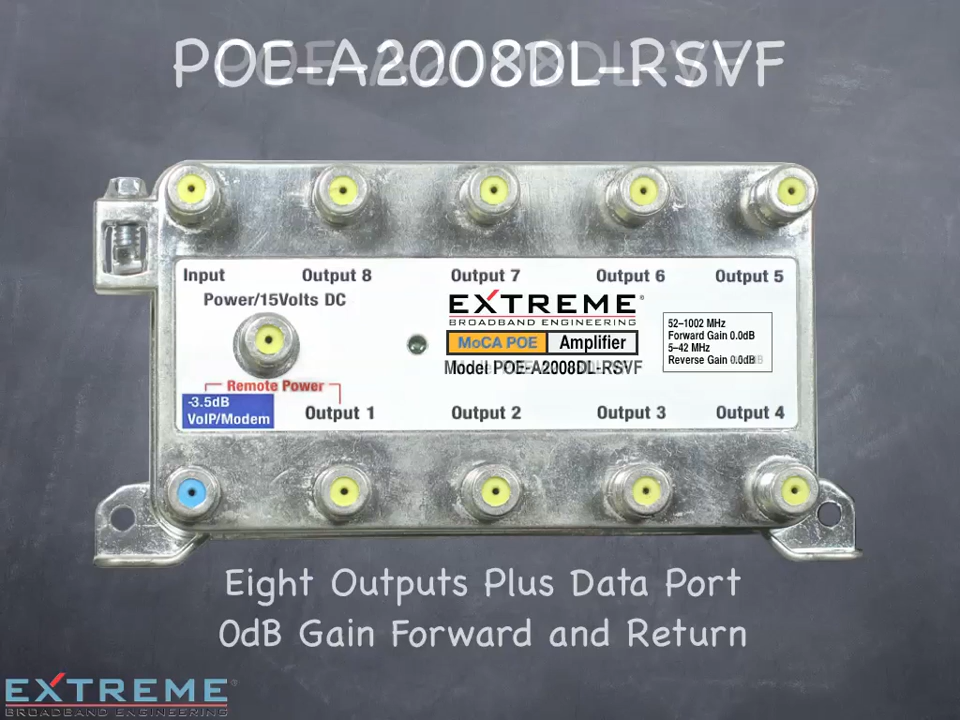 POE-A2008DL-RSVF
Input
Output 8
Output 7
Output 6
Output 5
Power/15Volts DC
EXTREME
BROADBAND ENGINEERING
MoCA POE Amplifier
Model POE-A2008DL-RSVF
52-1002 MHz
Forward Gain 0.0dB
5-42 MHz
Reverse Gain 0.0dB
Remote Power
-3.5dB
VoIP/Modem
Output 1
Output 2
Output 3
Output 4
Eight Outputs Plus Data Port
0dB Gain Forward and Return
EXTREME
BROADBAND ENGINEERING